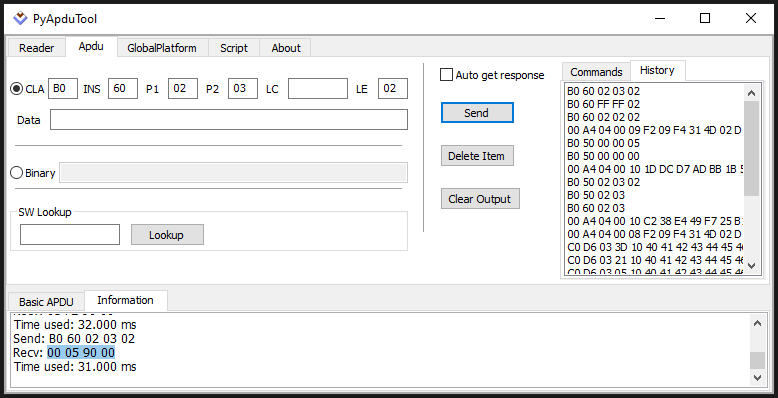 PyApduTool
Reader Apdu GlobalPlatform Script About
CLA B0 INS 60 P1 02 P2 03 LC LE 02
Data
Binary
SW Lookup
Lookup
Auto get response
Send
Delete Item
Clear Output
Commands History
B0 60 02 03 02
B0 60 FF FF 02
B0 60 02 02 02
00 A4 04 00 09 F2 09 F4 31 4D 02 D
B0 50 00 00 05
B0 50 00 00 00
00 A4 04 00 10 1D DC D7 AD BB 1B 5
B0 50 02 03 02
B0 50 02 03
B0 60 02 03
00 A4 04 00 10 C2 38 E4 49 F7 25 B
00 A4 04 00 08 F2 09 F4 31 4D 02 D
C0 D6 03 3D 10 40 41 42 43 44 45 46
C0 D6 03 21 10 40 41 42 43 44 45 46
C0 D6 03 05 10 40 41 42 43 44 45 46
Basic APDU Information
Time used: 32.000 ms
Send: B0 60 02 03 02
Recv: 00 05 90 00
Time used: 31.000 ms